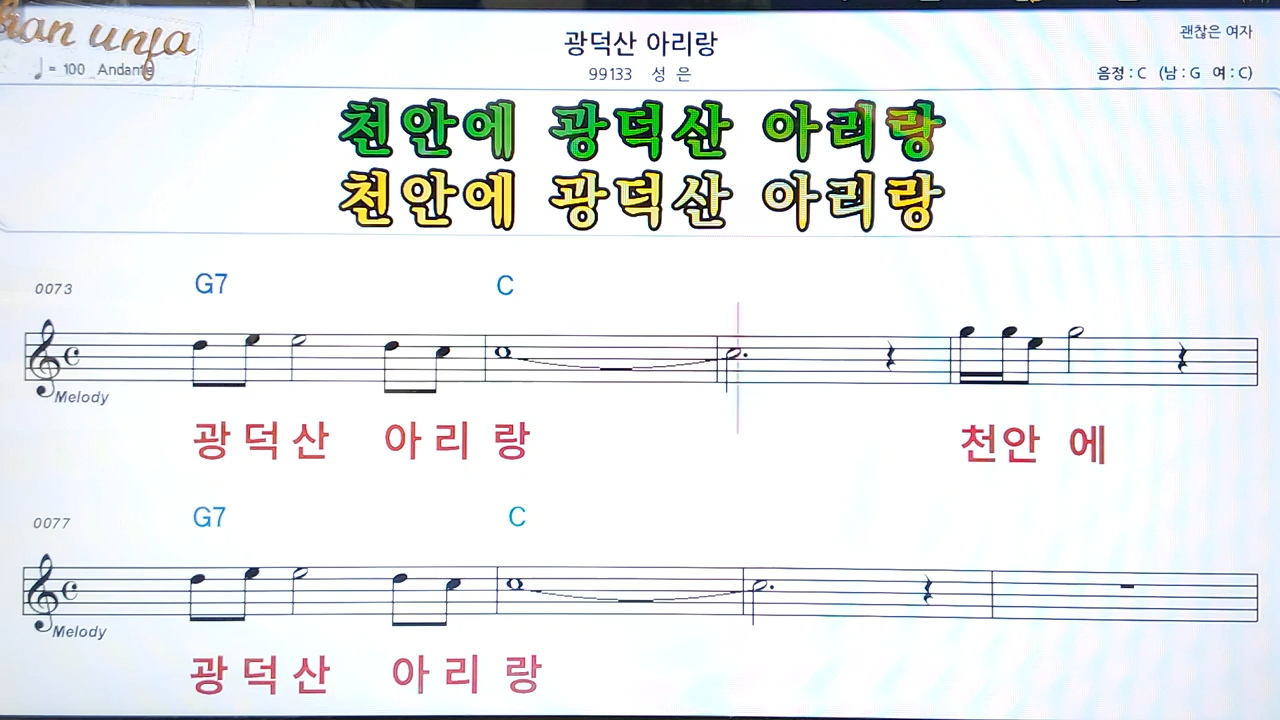 광덕산 아리랑
괜찮은 여자
♩= 100 Andante
99133 성 은
음정 : C (남 : G 여 : C)
천안에 광덕산 아리랑
천안에 광덕산 아리랑
0073 G7 C
Melody
광 덕 산 아 리 랑 천안 에
0077 G7 C
Melody
광 덕 산 아 리 랑